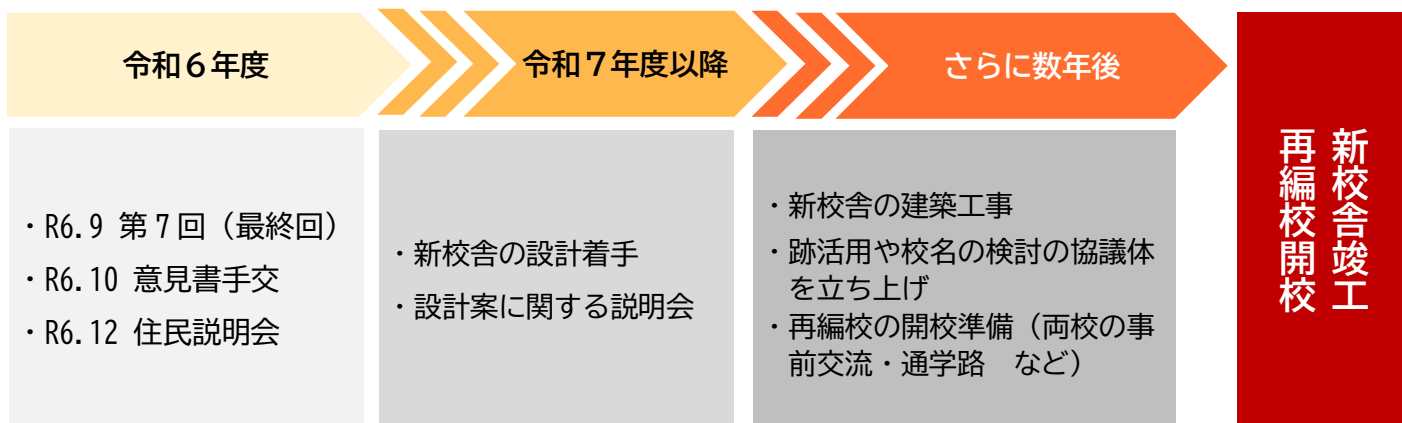 令和６年度
・R6.9 第７回（最終回）
・R6.10 意見書手交
・R6.12 住民説明会
令和７年度以降
・新校舎の設計着手
・設計案に関する説明会
さらに数年後
・新校舎の建築工事
・跡活用や校名の検討の協議体
を立ち上げ
・再編校の開校準備（両校の事
前交流・通学路　など）
新校舎竣工
再編校開校